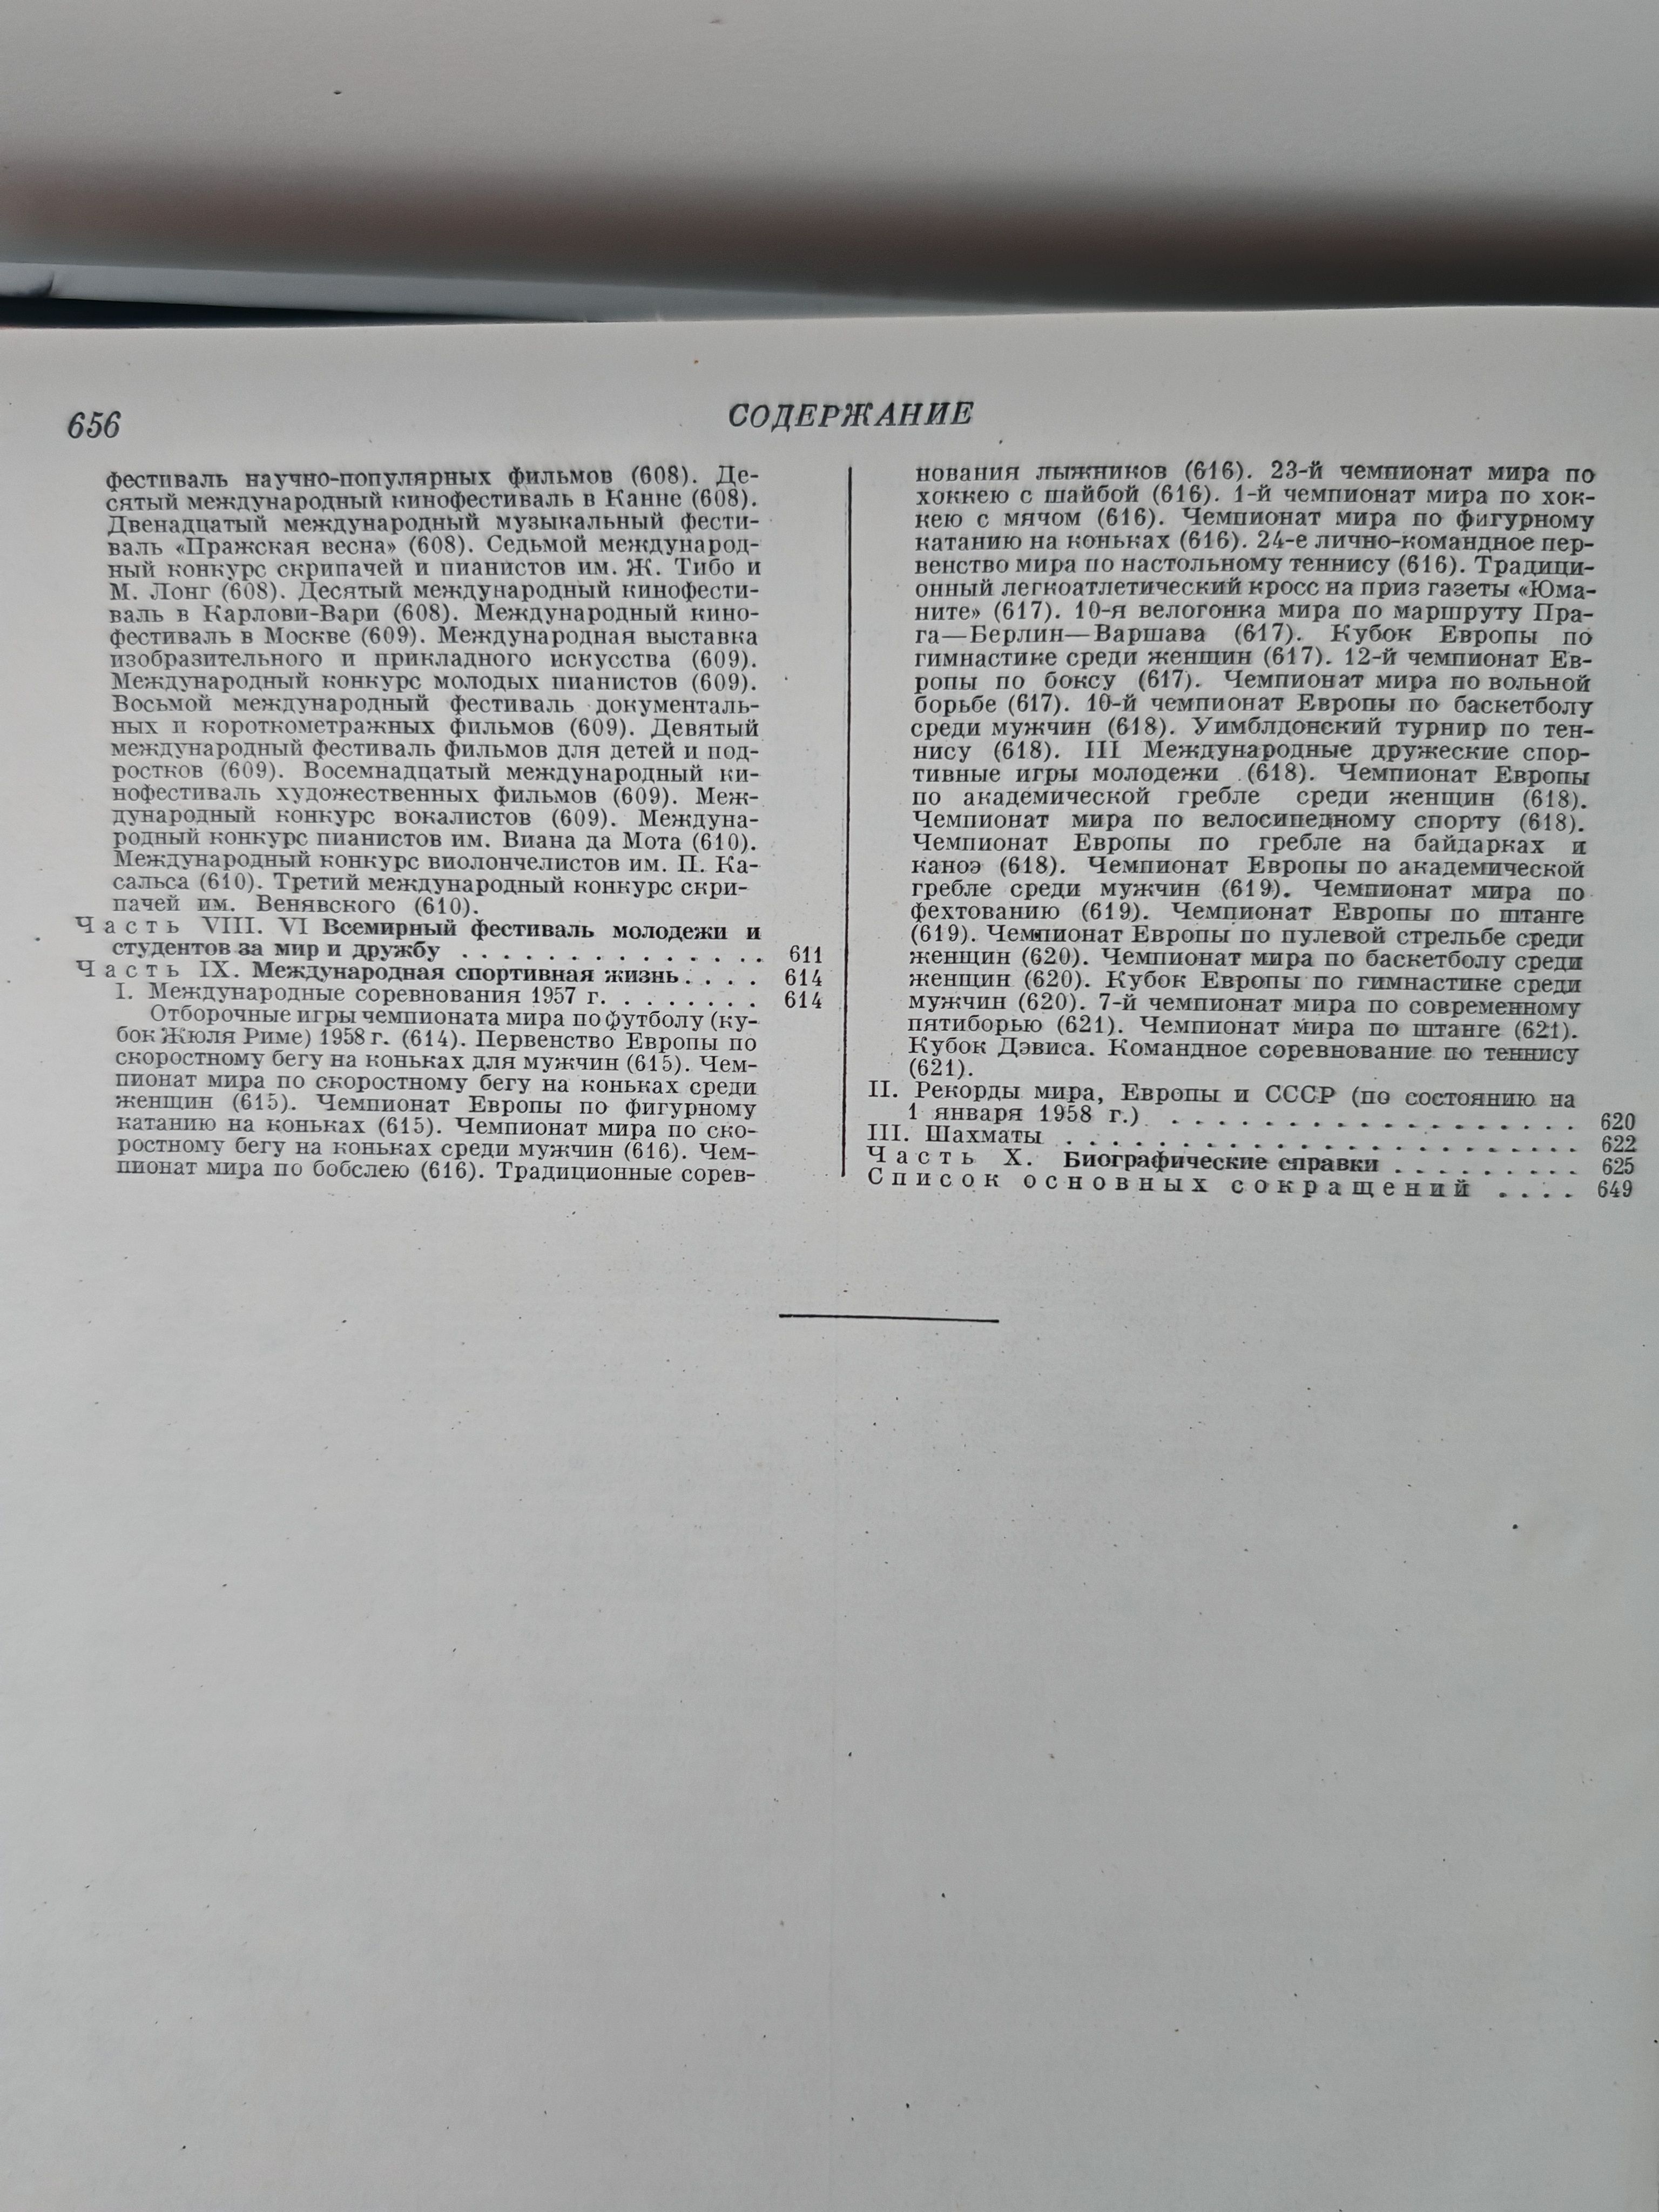 656
СОДЕРЖАНИЕ
фестиваль научно-популярных фильмов (608). Де-
сятый международный кинофестиваль в Канне (608).
Двенадцатый международный музыкальный фести-
валь «Пражская весна» (608). Седьмой международ-
ный конкурс скрипачей и пианистов им. Ж. Тибо и
М. Лонг (608). Десятый международный кинофести-
валь в Карлови-Вари (608). Международный кино-
фестиваль в Москве (609). Международная выставка
изобразительного и прикладного искусства (609).
Международный конкурс молодых пианистов (609).
Восьмой международный фестиваль документаль-
ных и короткометражных фильмов (609). Девятый
международный фестиваль фильмов для детей и под-
ростков (609). Восемнадцатый международный ки-
нофестиваль художественных фильмов (609). Меж-
дународный конкурс вокалистов (609). Междуна-
родный конкурс пианистов им. Виана да Мота (610).
Международный конкурс виолончелистов им. П. Ка-
сальса (610). Третий международный конкурс скри-
пачей им. Венявского (610).
Часть VIII. VI Всемирный фестиваль молодежи и
студентов за мир и дружбу . . . . . . . . . . . . . . 611
Часть IX. Международная спортивная жизнь . . . . 614
I. Международные соревнования 1957 г. . . . . . . . 614
Отборочные игры чемпионата мира по футболу (ку-
бок Жюля Риме) 1958 г. (614). Первенство Европы по
скоростному бегу на коньках для мужчин (615). Чем-
пионат мира по скоростному бегу на коньках среди
женщин (615). Чемпионат Европы по фигурному
катанию на коньках (615). Чемпионат мира по ско-
ростному бегу на коньках среди мужчин (616). Чем-
пионат мира по бобслею (616). Традиционные сорев-
нования лыжников (616). 23-й чемпионат мира по
хоккею с шайбой (616). 1-й чемпионат мира по хок-
кею с мячом (616). Чемпионат мира по фигурному
катанию на коньках (616). 24-е лично-командное пер-
венство мира по настольному теннису (616). Традици-
онный легкоатлетический кросс на приз газеты «Юма-
ните» (617). 10-я велогонка мира по маршруту Пра-
га—Берлин—Варшава (617). Кубок Европы по
гимнастике среди женщин (617). 12-й чемпионат Ев-
ропы по боксу (617). Чемпионат мира по вольной
борьбе (617). 10-й чемпионат Европы по баскетболу
среди мужчин (618). Уимблдонский турнир по тен-
нису (618). III Международные дружеские спор-
тивные игры молодежи (618). Чемпионат Европы
по академической гребле среди женщин (618).
Чемпионат мира по велосипедному спорту (618).
Чемпионат Европы по гребле на байдарках и
каноэ (618). Чемпионат Европы по академической
гребле среди мужчин (619). Чемпионат мира по
фехтованию (619). Чемпионат Европы по штанге
(619). Чемпионат Европы по пулевой стрельбе среди
женщин (620). Чемпионат мира по баскетболу среди
женщин (620). Кубок Европы по гимнастике среди
мужчин (620). 7-й чемпионат мира по современному
пятиборью (621). Чемпионат мира по штанге (621).
Кубок Дэвиса. Командное соревнование по теннису
(621).
II. Рекорды мира, Европы и СССР (по состоянию на
1 января 1958 г.) . . . . . . . . . . . . . . . . 620
III. Шахматы . . . . . . . . . . . . . . . . . . . . 622
Часть X. Биографические справки . . . . . . . . . 625
Список основных сокращений . . . . 649